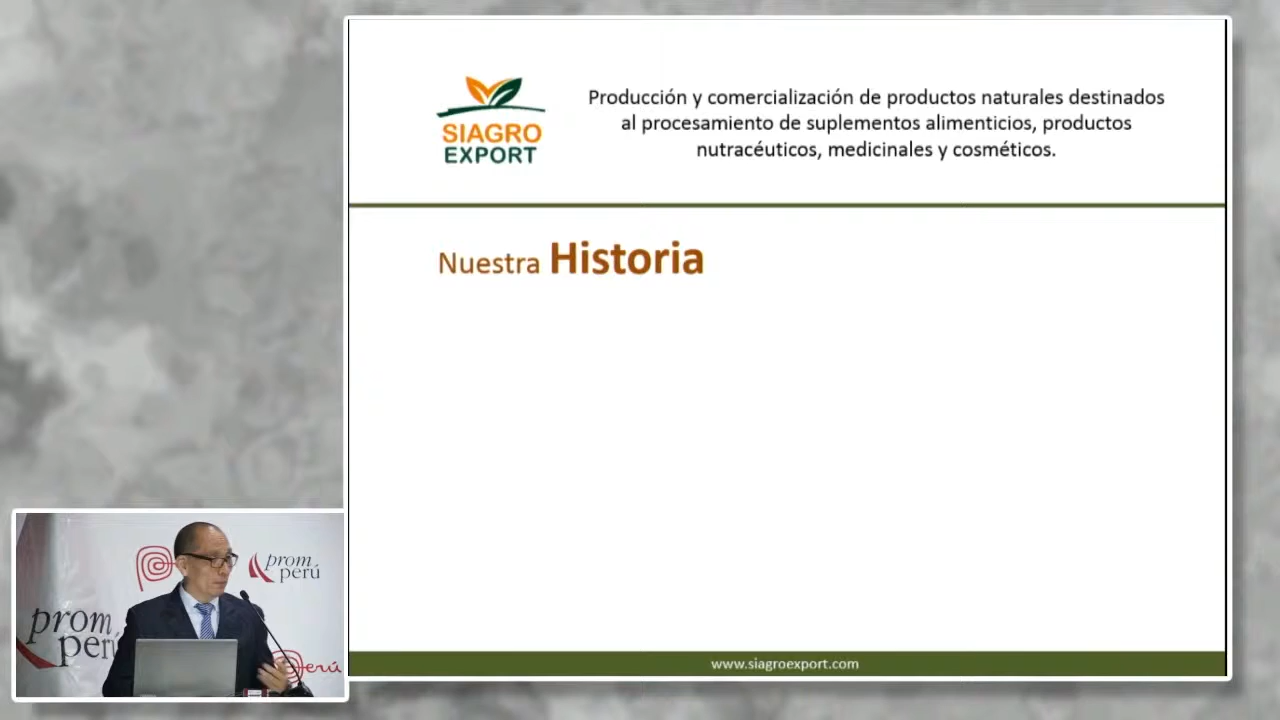 SIAGRO
EXPORT
Producción y comercialización de productos naturales destinados
al procesamiento de suplementos alimenticios, productos
nutracéuticos, medicinales y cosméticos.
Nuestra Historia
www.siagroexport.com
prom
perú
prom
perú
Perú